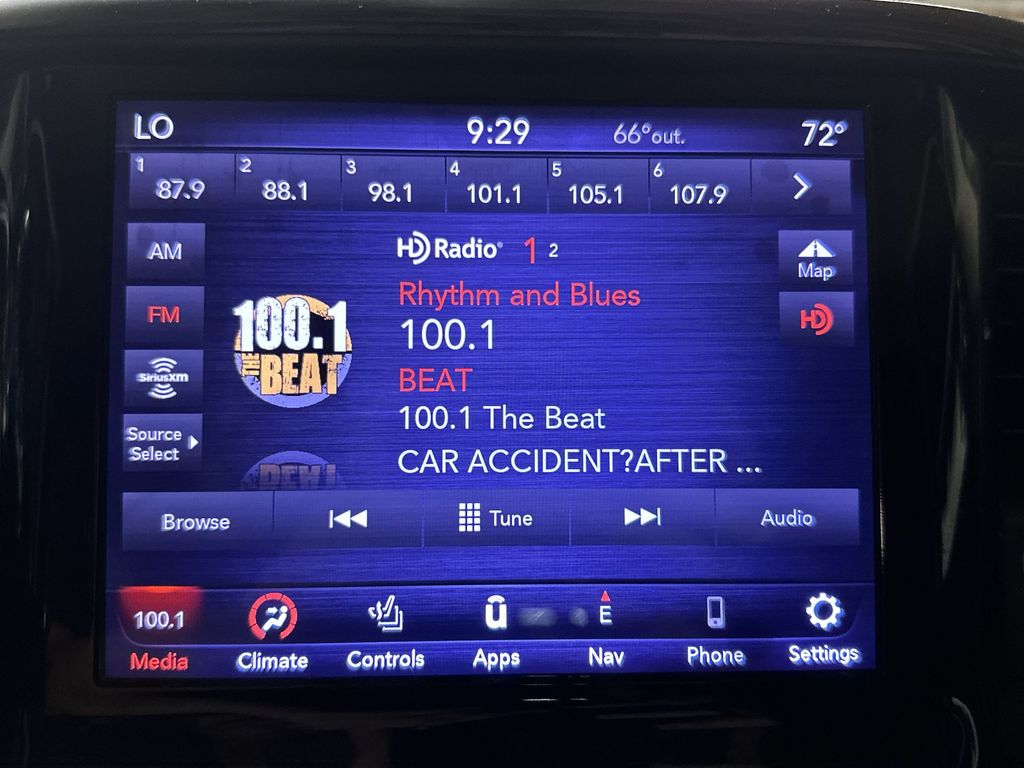 LO 9:29 66°out. 72°
1 87.9 2 88.1 3 98.1 4 101.1 5 105.1 6 107.9
AM
FM
SiriusXM
Source
Select
100.1
THE BEAT
HD Radio® 1 2
Rhythm and Blues
100.1
BEAT
100.1 The Beat
CAR ACCIDENT?AFTER ...
Map
HD
Browse Tune Audio
100.1 E
Media Climate Controls Apps Nav Phone Settings